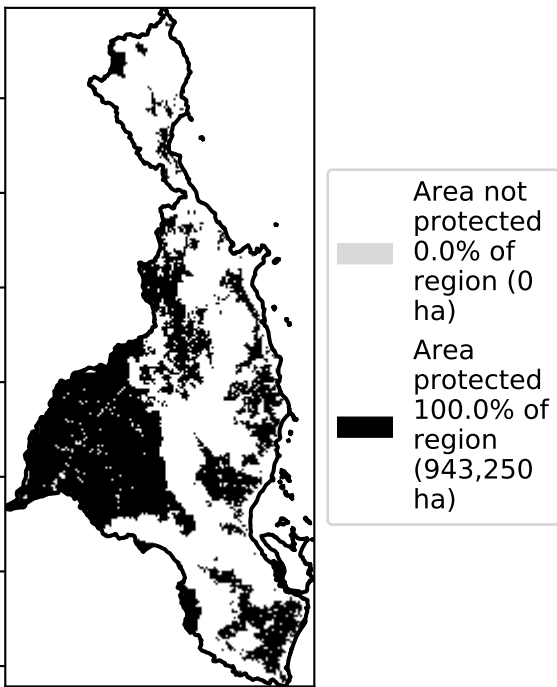 Area not
protected
0.0% of
region (0
ha)
Area
protected
100.0% of
region
(943,250
ha)